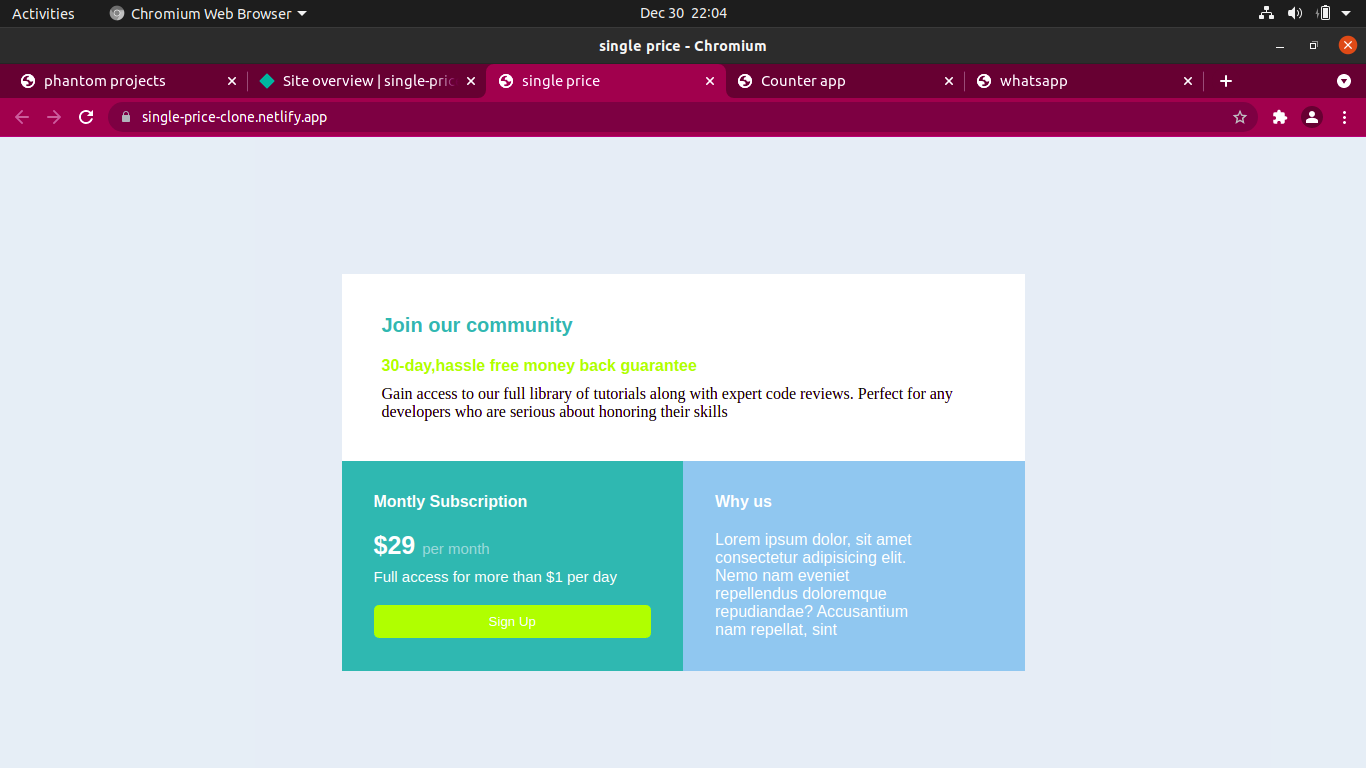 Activities
Chromium Web Browser
Dec 30 22:04
single price - Chromium
phantom projects
Site overview | single-pric
single price
Counter app
whatsapp
single-price-clone.netlify.app
Join our community
30-day,hassle free money back guarantee
Gain access to our full library of tutorials along with expert code reviews. Perfect for any
developers who are serious about honoring their skills
Montly Subscription
$29 per month
Full access for more than $1 per day
Sign Up
Why us
Lorem ipsum dolor, sit amet
consectetur adipisicing elit.
Nemo nam eveniet
repellendus doloremque
repudiandae? Accusantium
nam repellat, sint